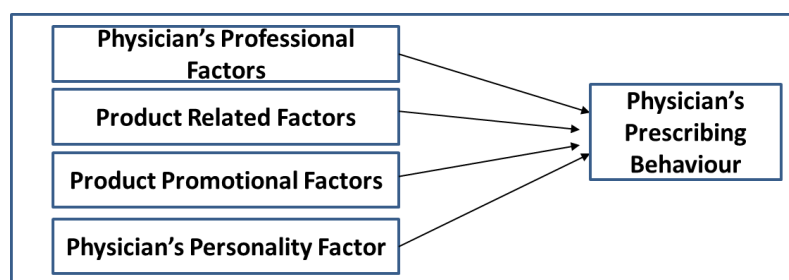 Physician's Professional
Factors
Product Related Factors
Product Promotional Factors
Physician's Personality Factor
Physician's
Prescribing
Behaviour